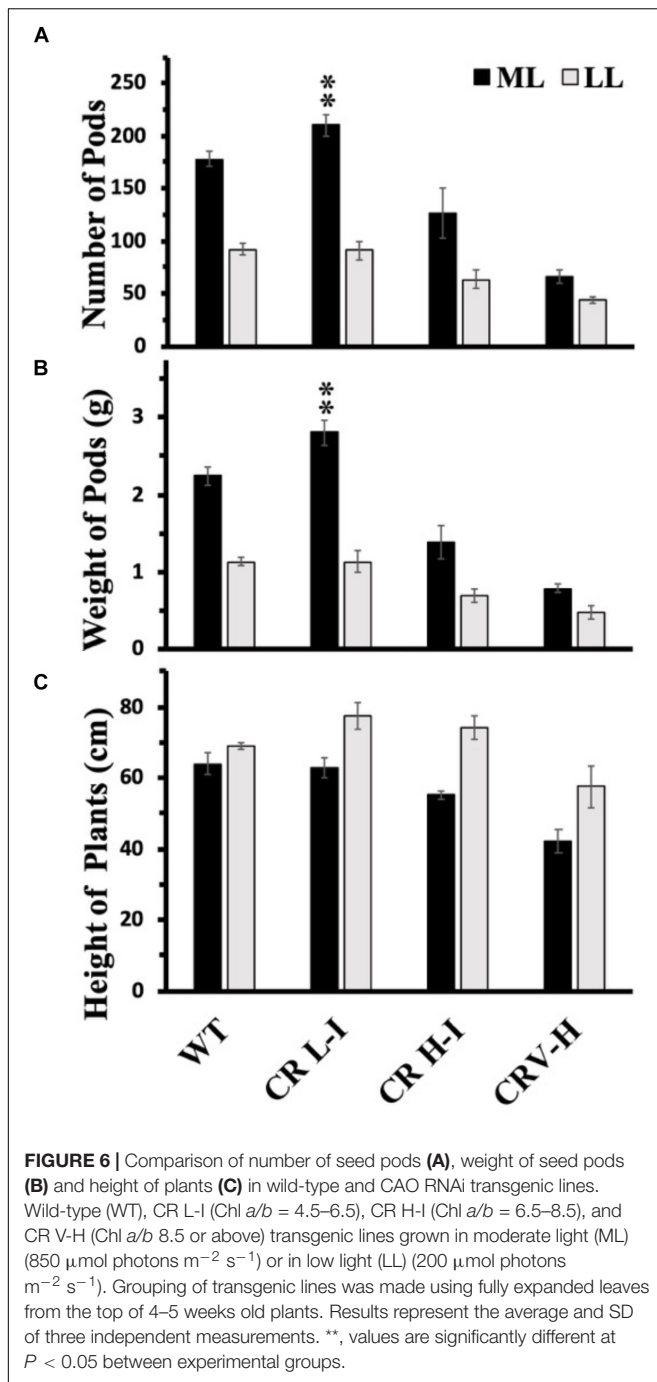 A
ML LL
**
Number of Pods
250
200
150
100
50
0
B
**
Weight of Pods (g)
3
2
1
0
C
Height of Plants (cm)
80
60
40
20
0
WT
CR L-I
CR H-I
CRV-H
FIGURE 6 | Comparison of number of seed pods (A), weight of seed pods
(B) and height of plants (C) in wild-type and CAO RNAi transgenic lines.
Wild-type (WT), CR L-I (Chl a/b = 4.5–6.5), CR H-I (Chl a/b = 6.5–8.5), and
CR V-H (Chl a/b 8.5 or above) transgenic lines grown in moderate light (ML)
(850 μmol photons m−2 s−1) or in low light (LL) (200 μmol photons
m−2 s−1). Grouping of transgenic lines was made using fully expanded leaves
from the top of 4–5 weeks old plants. Results represent the average and SD
of three independent measurements. **, values are significantly different at
P < 0.05 between experimental groups.